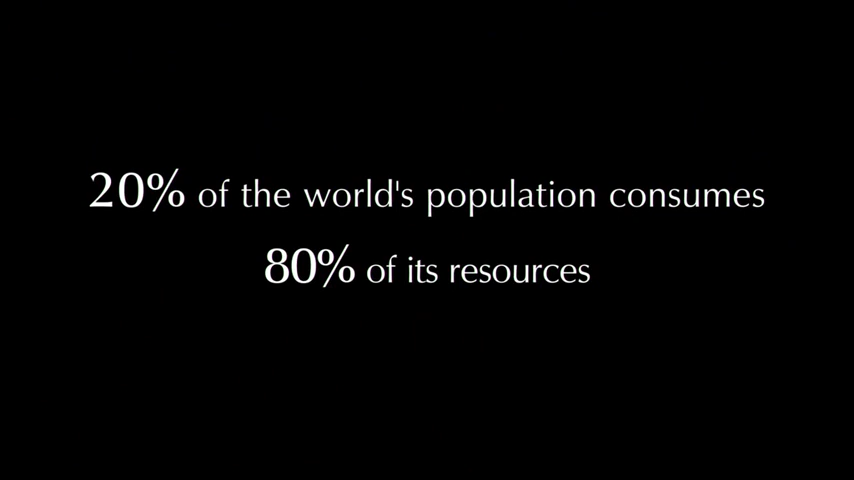 20% of the world's population consumes
80% of its resources